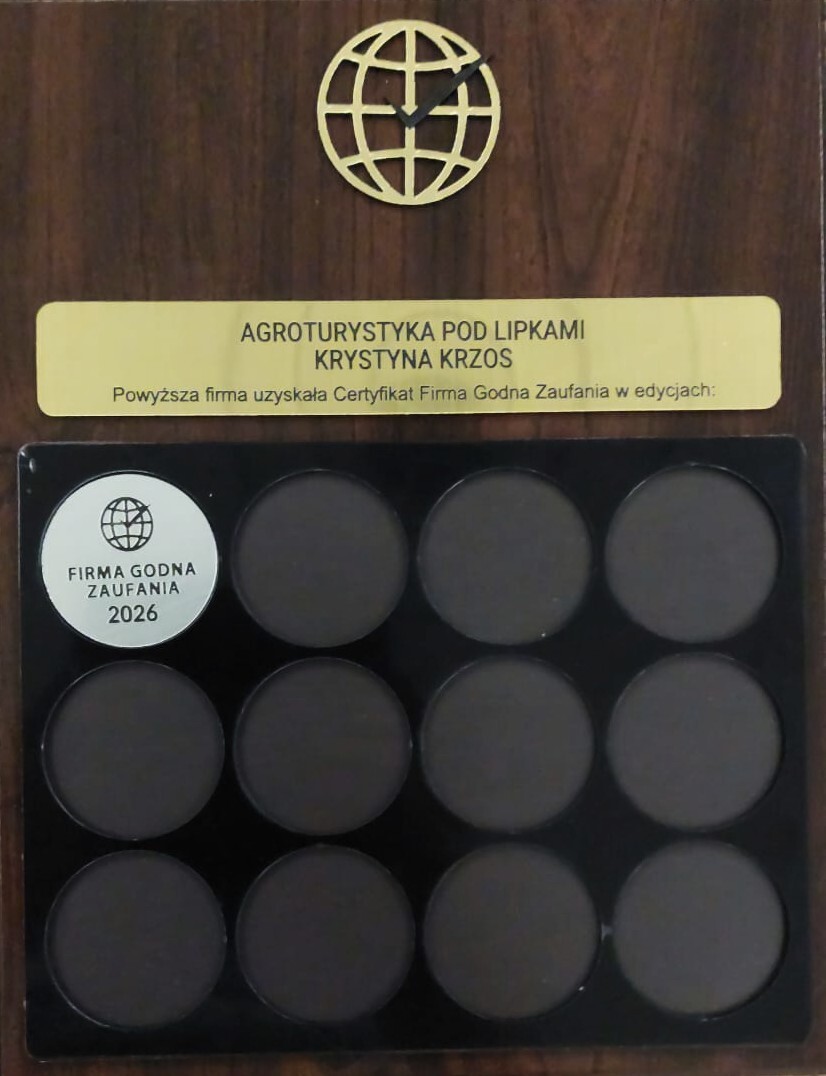 AGROTURYSTYKA POD LIPKAMI
KRYSTYNA KRZOS
Powyższa firma uzyskała Certyfikat Firma Godna Zaufania w edycjach:
FIRMA GODNA
ZAUFANIA
2026